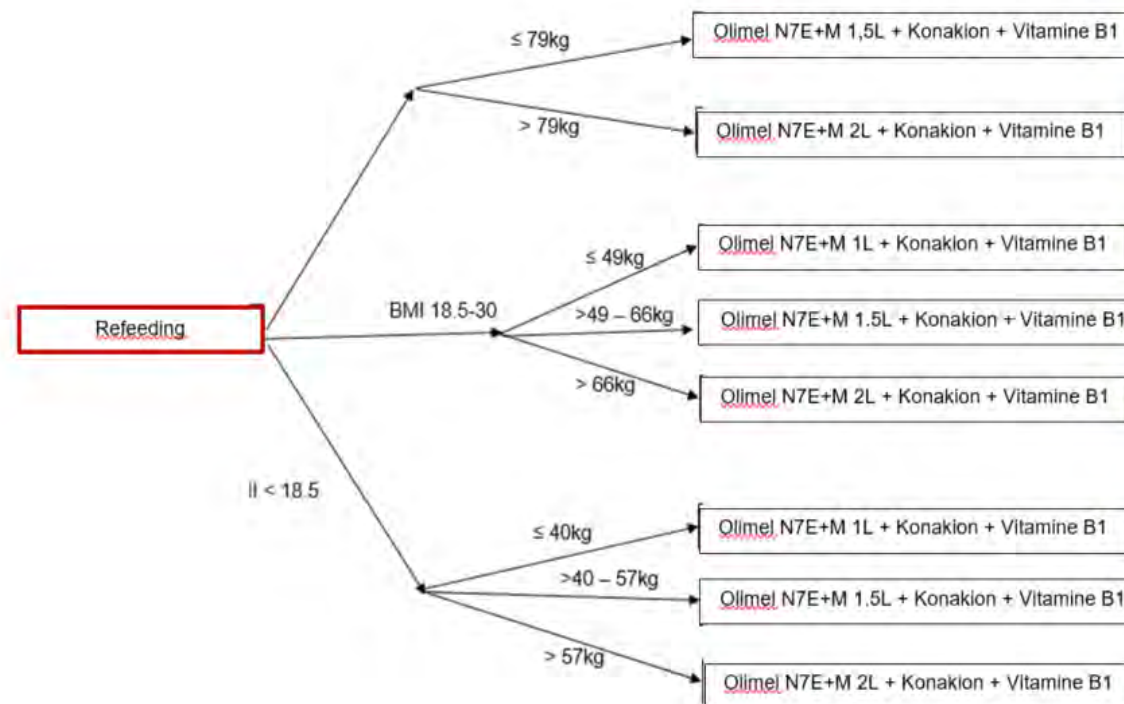 ≤ 79kg
Olimel N7E+M 1,5L + Konakion + Vitamine B1
> 79kg
Olimel N7E+M 2L + Konakion + Vitamine B1
Refeeding
BMI 18.5-30
≤ 49kg
Olimel N7E+M 1L + Konakion + Vitamine B1
>49 – 66kg
Olimel N7E+M 1.5L + Konakion + Vitamine B1
> 66kg
Olimel N7E+M 2L + Konakion + Vitamine B1
< 18.5
≤ 40kg
Olimel N7E+M 1L + Konakion + Vitamine B1
>40 – 57kg
Olimel N7E+M 1.5L + Konakion + Vitamine B1
> 57kg
Olimel N7E+M 2L + Konakion + Vitamine B1